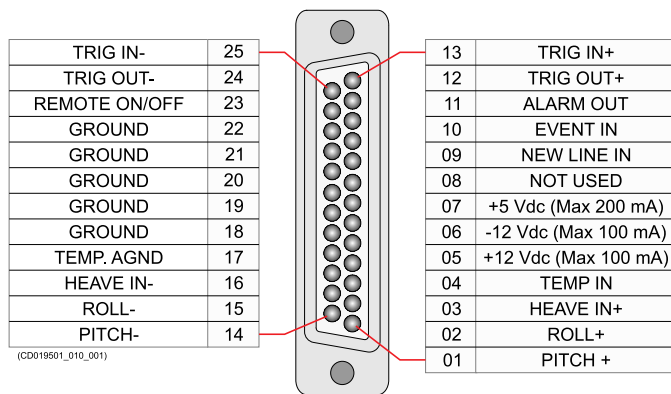 TRIG IN- 25
TRIG OUT- 24
REMOTE ON/OFF 23
GROUND 22
GROUND 21
GROUND 20
GROUND 19
GROUND 18
TEMP. AGND 17
HEAVE IN- 16
ROLL- 15
PITCH- 14
(CD019501_010_001)
13 TRIG IN+
12 TRIG OUT+
11 ALARM OUT
10 EVENT IN
09 NEW LINE IN
08 NOT USED
07 +5 Vdc (Max 200 mA)
06 -12 Vdc (Max 100 mA)
05 +12 Vdc (Max 100 mA)
04 TEMP IN
03 HEAVE IN+
02 ROLL+
01 PITCH +